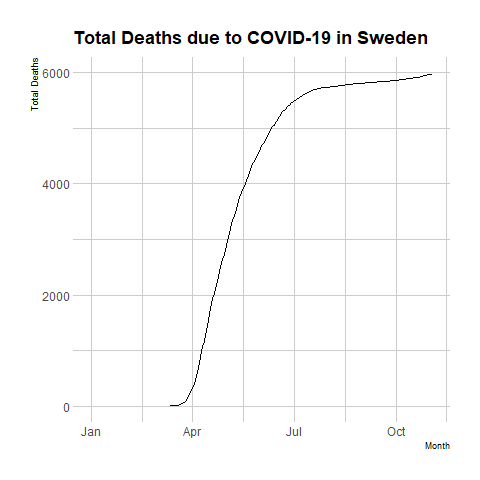 Total Deaths due to COVID-19 in Sweden
Total Deaths
6000
4000
2000
0
Jan Apr Jul Oct
Month